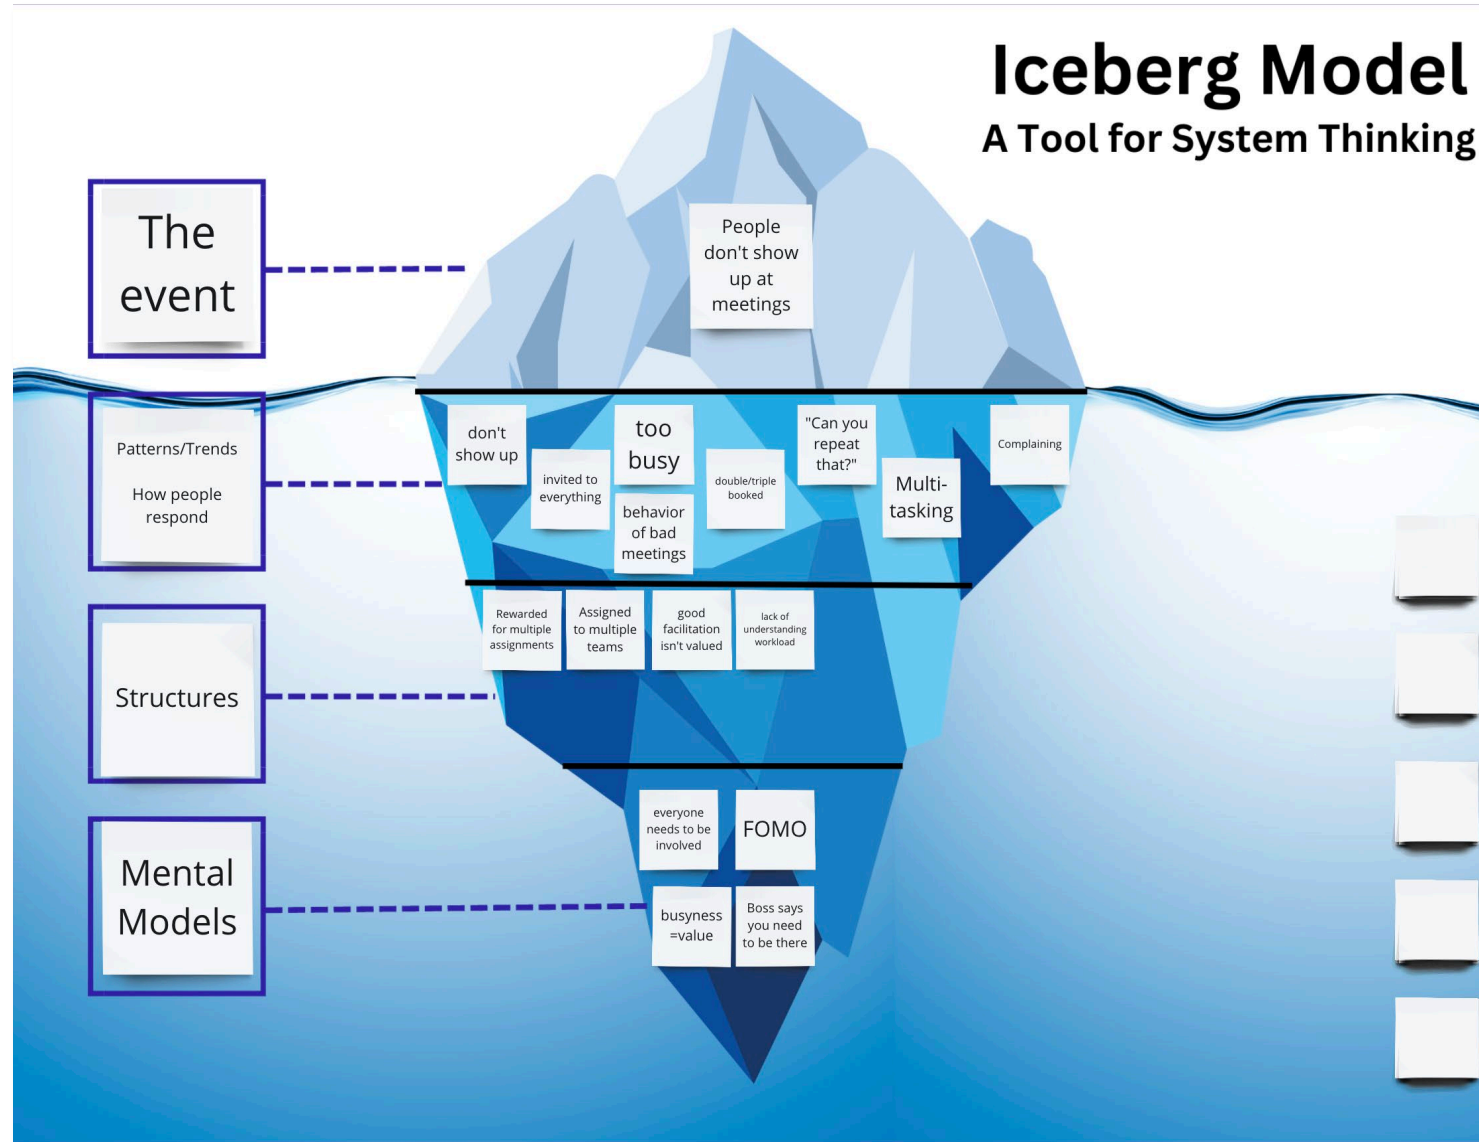 Iceberg Model
A Tool for System Thinking
The
event
People
don't show
up at
meetings
Patterns/Trends
How people
respond
don't
show up
invited to
everything
too
busy
behavior
of bad
meetings
double/triple
booked
"Can you
repeat
that?"
Multi-
tasking
Complaining
Structures
Rewarded
for multiple
assignments
Assigned
to multiple
teams
good
facilitation
isn't valued
lack of
understanding
workload
Mental
Models
everyone
needs to be
involved
FOMO
busyness
=value
Boss says
you need
to be there